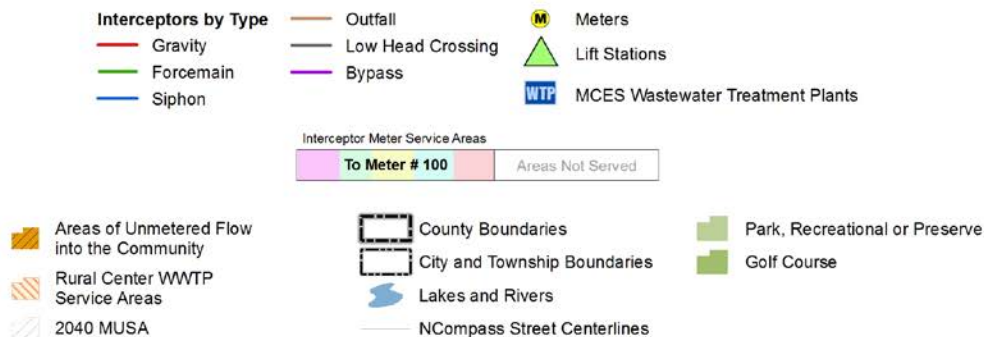 Interceptors by Type
Gravity
Forcemain
Siphon
Outfall
Low Head Crossing
Bypass
M Meters
Lift Stations
WTP MCES Wastewater Treatment Plants
Interceptor Meter Service Areas
To Meter # 100
Areas Not Served
Areas of Unmetered Flow
into the Community
Rural Center WWTP
Service Areas
2040 MUSA
County Boundaries
City and Township Boundaries
Lakes and Rivers
NCompass Street Centerlines
Park, Recreational or Preserve
Golf Course